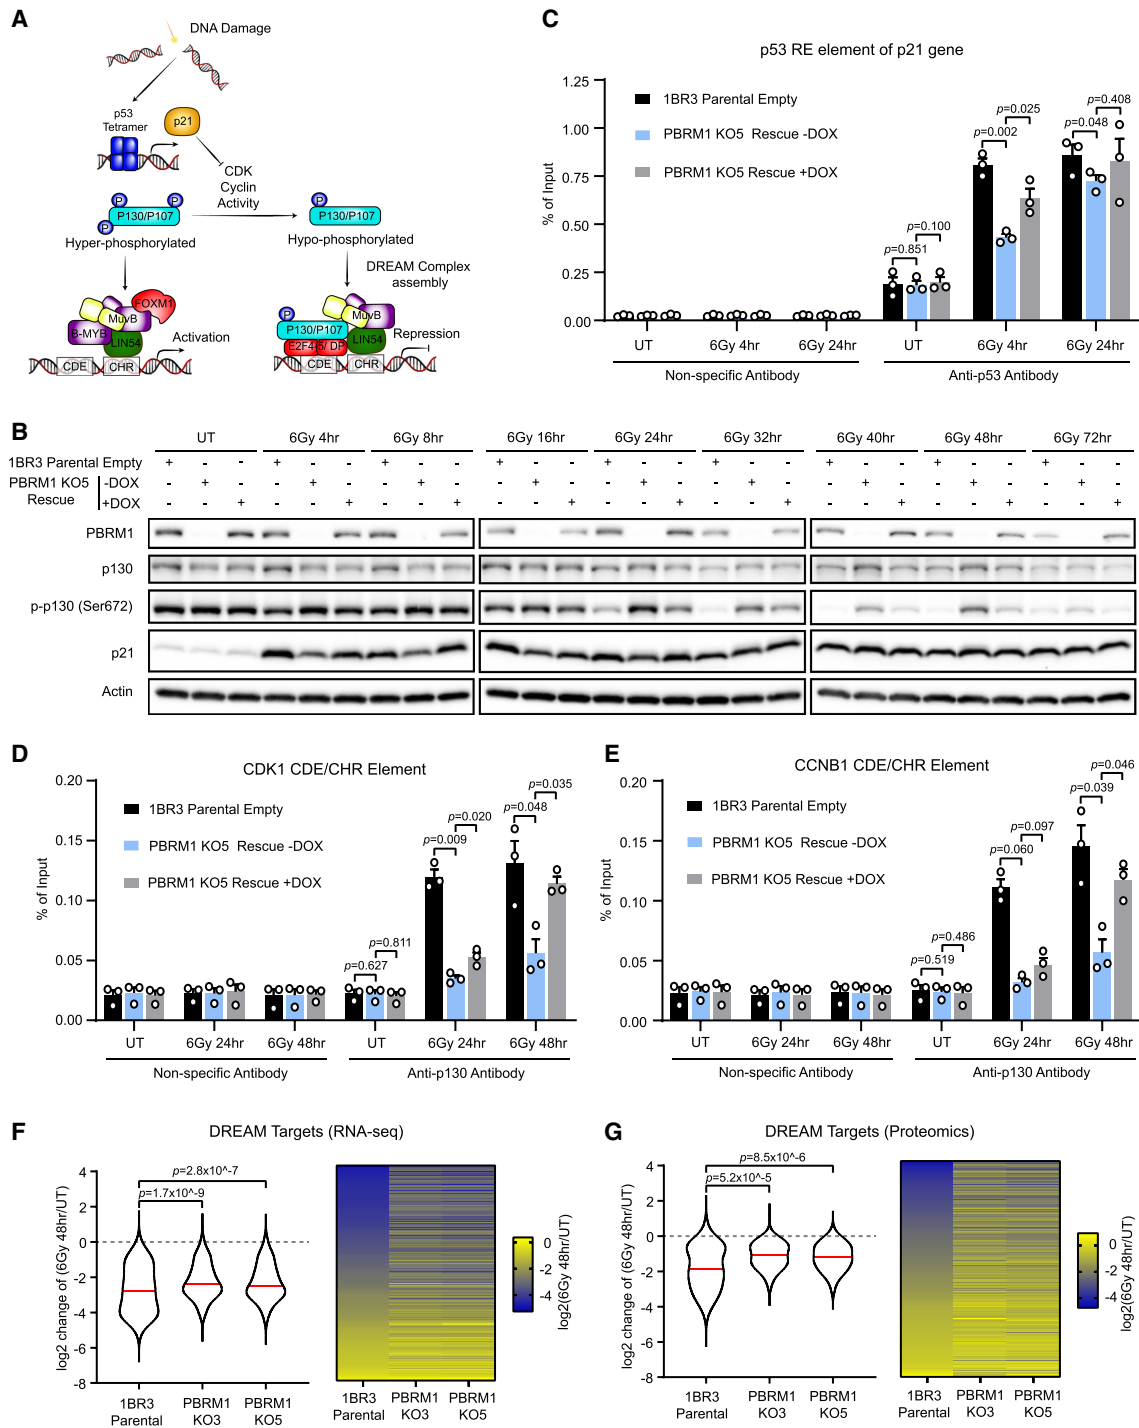 A
DNA Damage
p53
Tetramer
p21
CDK
Cyclin
Activity
P
P
P
P130/P107
P
P130/P107
Hyper-phosphorylated
Hypo-phosphorylated
DREAM Complex
assembly
FOXM1
MuvB
B-MYB
LIN54
Activation
CDE
CHR
P
MuvB
P130/P107
LIN54
E2F4-5/ DP
Repression
CDE
CHR
C
p53 RE element of p21 gene
% of Input
1.25
1.00
0.75
0.50
0.25
0.00
1BR3 Parental Empty
PBRM1 KO5 Rescue -DOX
PBRM1 KO5 Rescue +DOX
p=0.851
p=0.100
p=0.002
p=0.025
p=0.048
p=0.408
UT
6Gy 4hr
6Gy 24hr
UT
6Gy 4hr
6Gy 24hr
Non-specific Antibody
Anti-p53 Antibody
B
UT
6Gy 4hr
6Gy 8hr
6Gy 16hr
6Gy 24hr
6Gy 32hr
6Gy 40hr
6Gy 48hr
6Gy 72hr
1BR3 Parental Empty + - - + - - + - - + - - + - - + - - + - - + - - + - -
PBRM1 KO5 Rescue
-DOX - + - - + - - + - - + - - + - - + - - + - - + - - + -
+DOX - - + - - + - - + - - + - - + - - + - - + - - + - - +
PBRM1
p130
p-p130 (Ser672)
p21
Actin
D
CDK1 CDE/CHR Element
% of Input
0.20
0.15
0.10
0.05
0.00
1BR3 Parental Empty
PBRM1 KO5 Rescue -DOX
PBRM1 KO5 Rescue +DOX
p=0.627
p=0.811
p=0.009
p=0.020
p=0.048
p=0.035
UT
6Gy 24hr
6Gy 48hr
UT
6Gy 24hr
6Gy 48hr
Non-specific Antibody
Anti-p130 Antibody
E
CCNB1 CDE/CHR Element
% of Input
0.20
0.15
0.10
0.05
0.00
1BR3 Parental Empty
PBRM1 KO5 Rescue -DOX
PBRM1 KO5 Rescue +DOX
p=0.519
p=0.486
p=0.060
p=0.097
p=0.039
p=0.046
UT
6Gy 24hr
6Gy 48hr
UT
6Gy 24hr
6Gy 48hr
Non-specific Antibody
Anti-p130 Antibody
F
DREAM Targets (RNA-seq)
log2 change of (6Gy 48hr/UT)
4
2
0
-2
-4
-6
-8
p=2.8x10^-7
p=1.7x10^-9
1BR3
Parental
PBRM1
KO3
PBRM1
KO5
1BR3
Parental
PBRM1
KO3
PBRM1
KO5
0
-2
-4
log2(6Gy 48hr/UT)
G
DREAM Targets (Proteomics)
log2 change of (6Gy 48hr/UT)
4
2
0
-2
-4
-6
-8
p=8.5x10^-6
p=5.2x10^-5
1BR3
Parental
PBRM1
KO3
PBRM1
KO5
1BR3
Parental
PBRM1
KO3
PBRM1
KO5
0
-2
-4
log2(6Gy 48hr/UT)